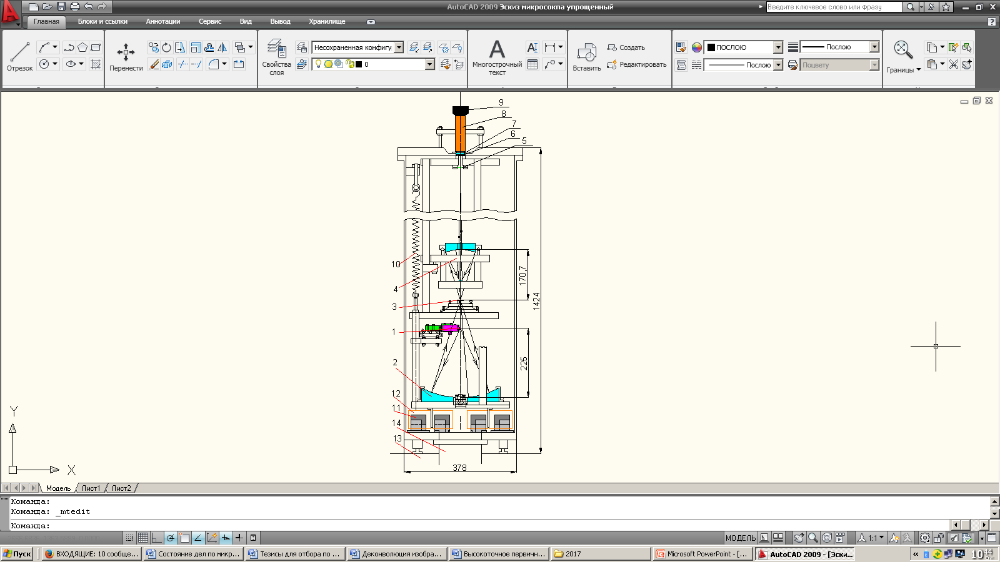 AutoCAD 2009 Эскиз микросокпа упрощенный
Введите ключевое слово или фразу
Главная
Блоки и ссылки
Аннотации
Сервис
Вид
Вывод
Хранилище
Отрезок
Перенести
Свойства слоя
Несохраненная конфигу
0
Многострочный текст
Вставить
Создать
Редактировать
ПОСЛОЮ
Послою
Послою
Поцвету
Границы
9
8
7
6
5
10
4
3
1
2
12
11
14
13
170,7
1424
225
378
Y
X
Модель
Лист1
Лист2
Команда:
Команда: _mtedit
Команда:
МОДЕЛЬ
1:1
Пуск
ВХОДЯЩИЕ: 10 сообще...
Состояние дел по микр...
Тезисы для отбора по ...
Деконволюция изобра...
Высокоточное первичн...
2017
Microsoft PowerPoint - [...
AutoCAD 2009 - [Эски...